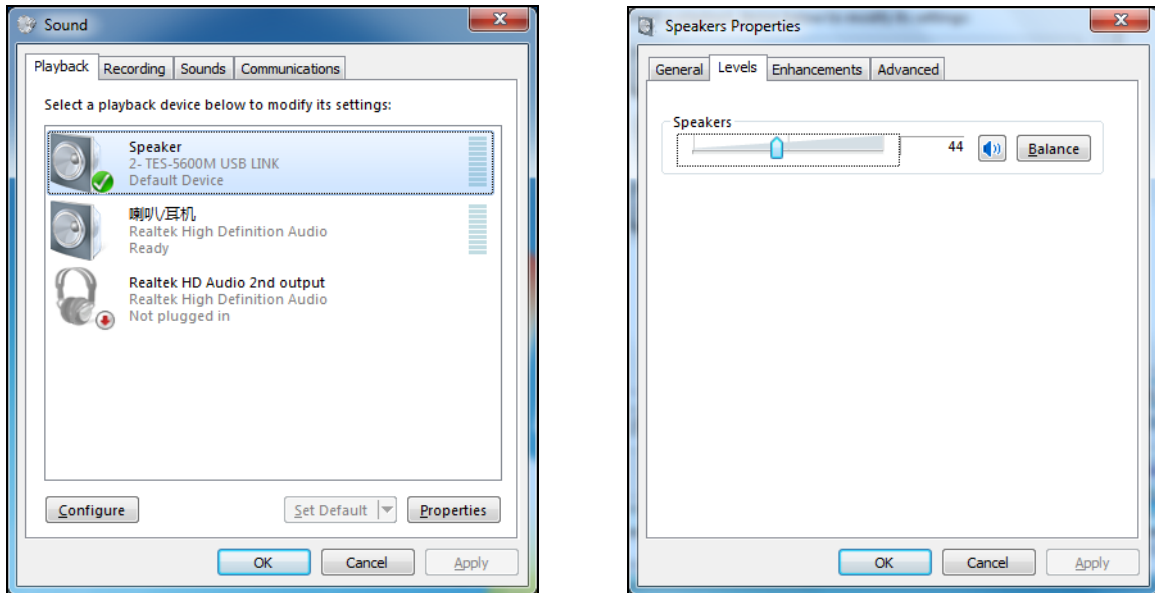 Sound
Playback Recording Sounds Communications
Select a playback device below to modify its settings:
Speaker
2- TES-5600M USB LINK
Default Device
喇叭/耳机
Realtek High Definition Audio
Ready
Realtek HD Audio 2nd output
Realtek High Definition Audio
Not plugged in
Configure Set Default Properties
OK Cancel Apply
Speakers Properties
General Levels Enhancements Advanced
Speakers
44 Balance
OK Cancel Apply